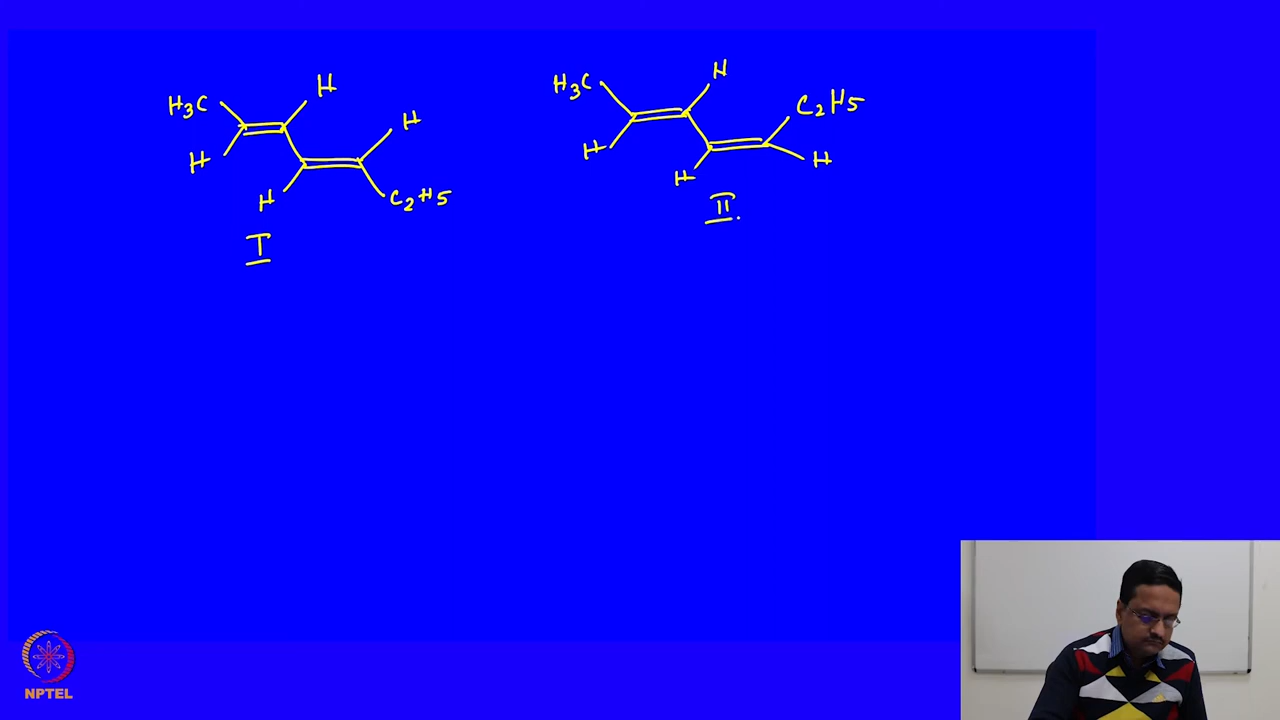 H3C H H H H C2H5
I
H3C H H H C2H5 H
II.
NPTEL